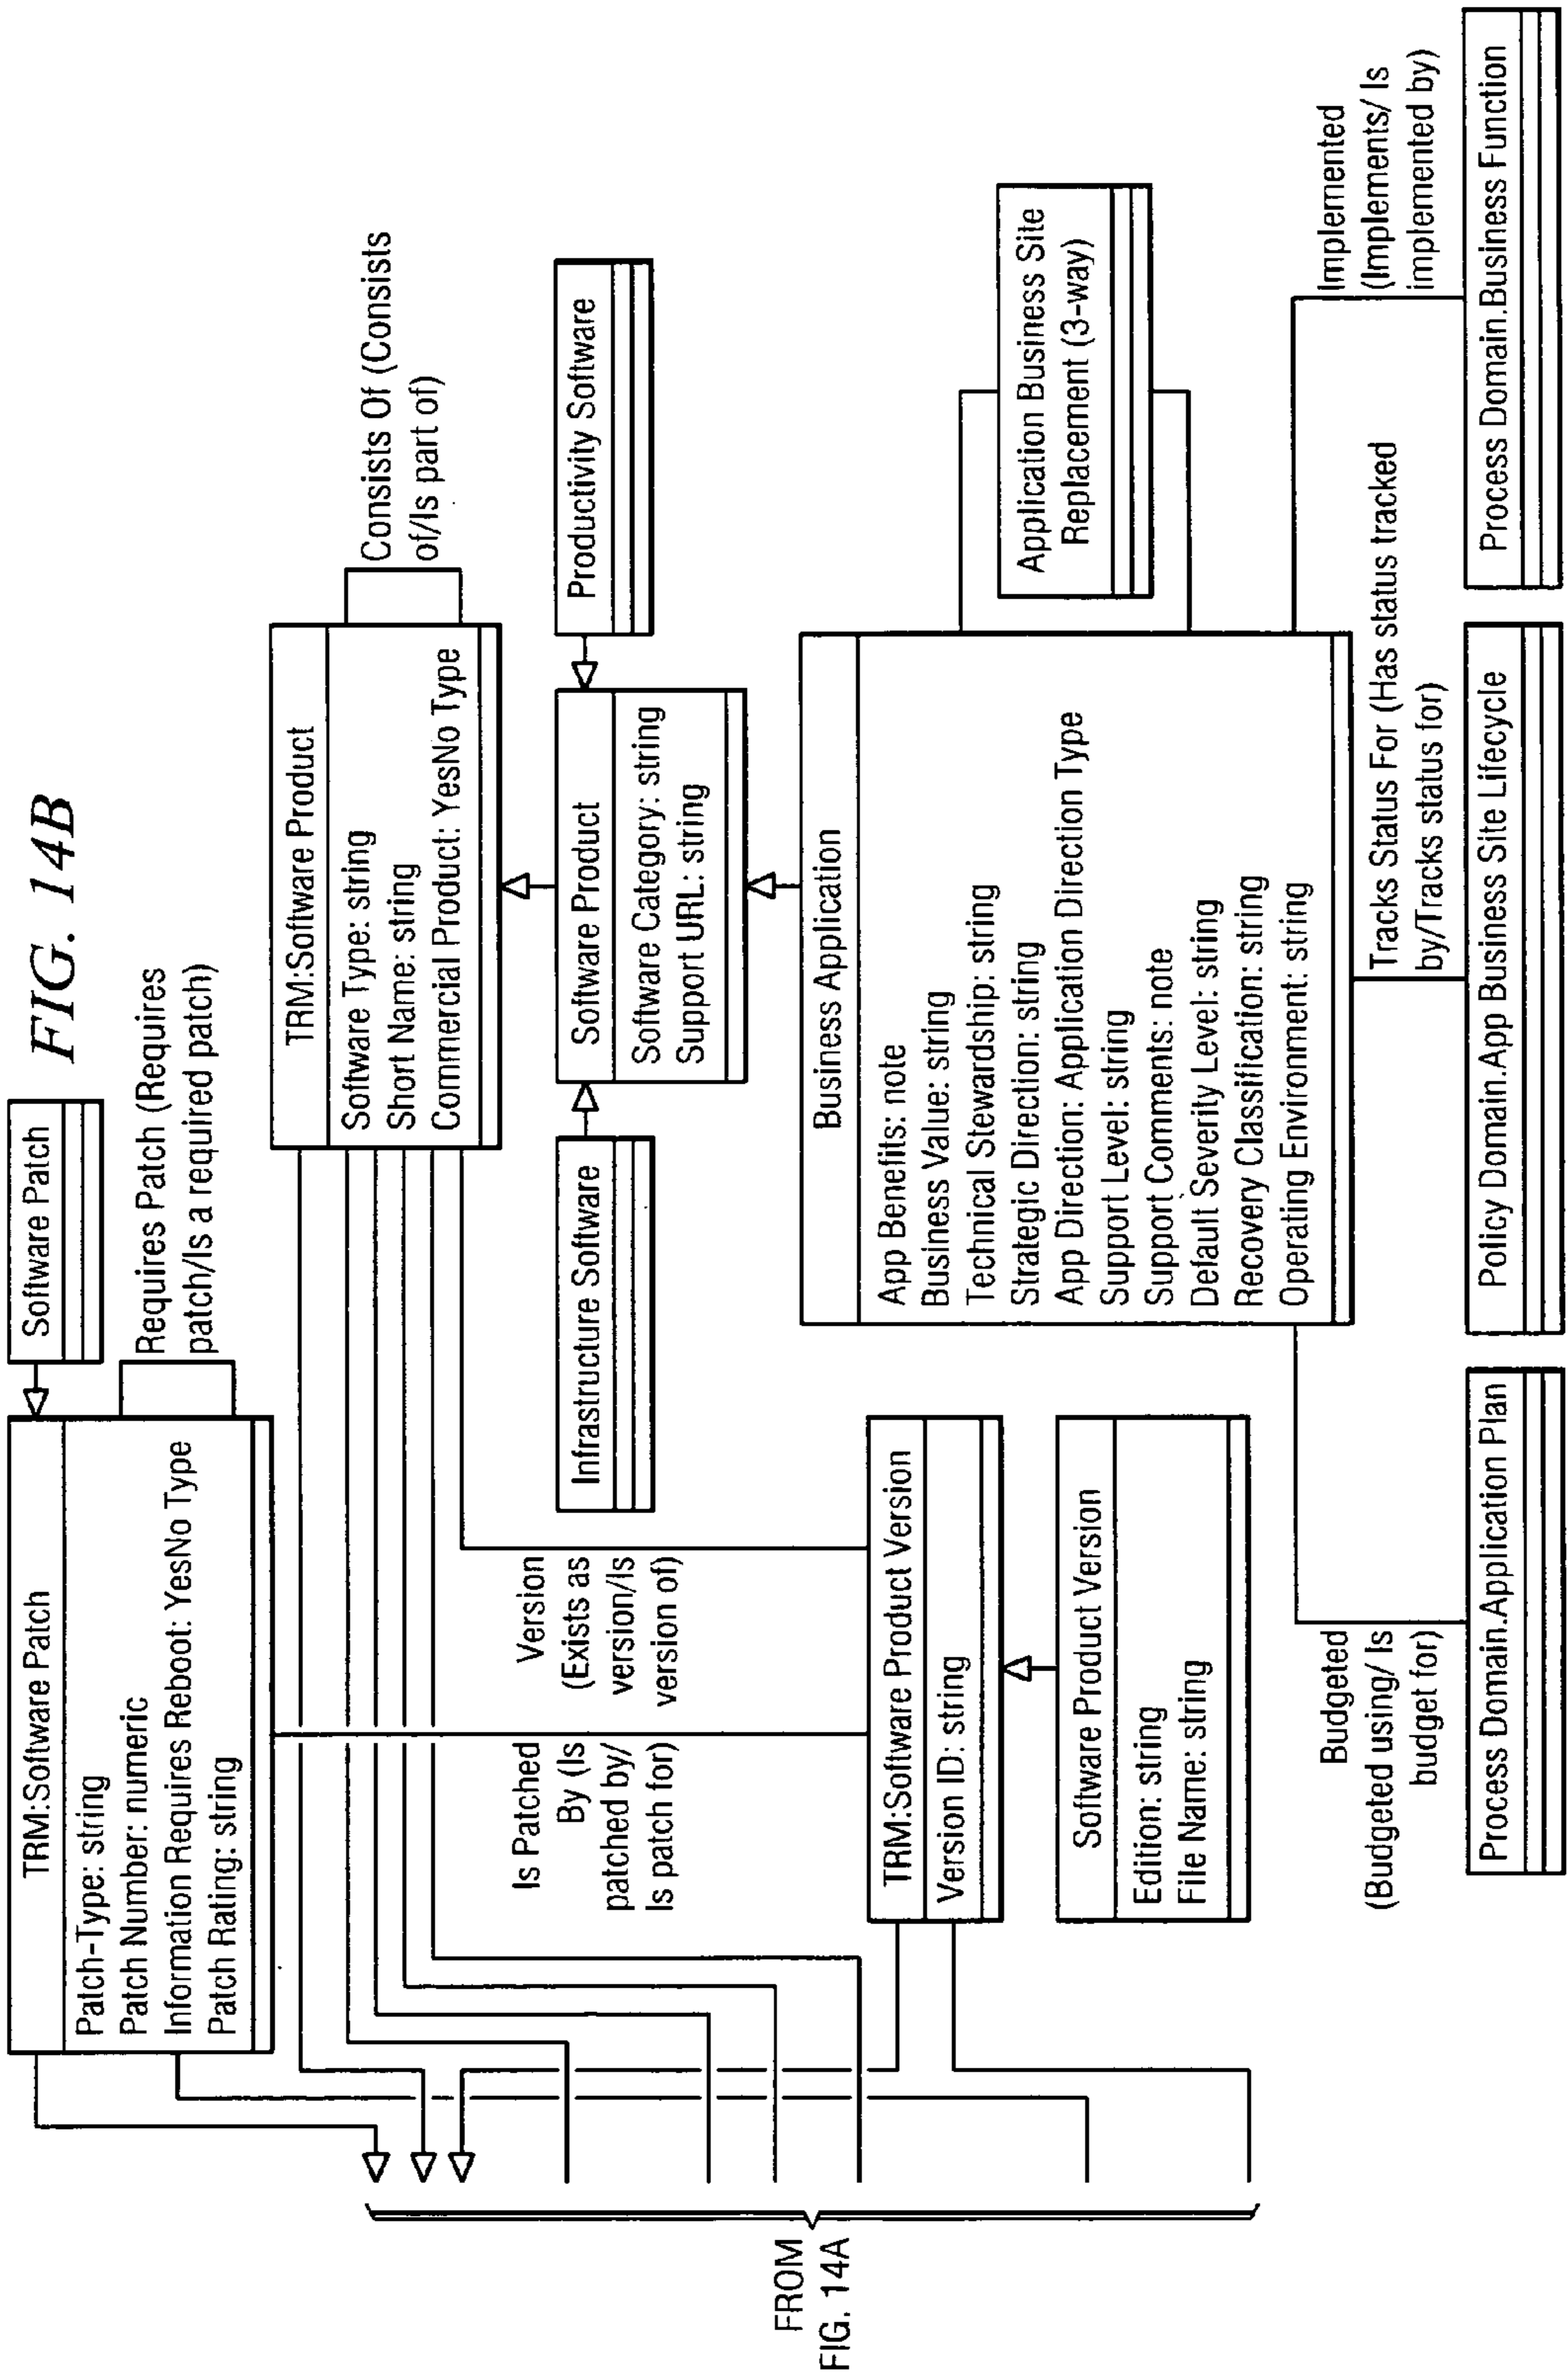 FIG. 14B
TRM:Software Patch
Patch-Type: string
Patch Number: numeric
Information Requires Reboot: YesNo Type
Patch Rating: string
Software Patch
Requires Patch (Requires
patch/Is a required patch)
TRM:Software Product
Software Type: string
Short Name: string
Commercial Product: YesNo Type
Consists Of (Consists
of/Is part of)
Infrastructure Software
Software Product
Software Category: string
Support URL: string
Productivity Software
Version
(Exists as
version/Is
version of)
Is Patched
By (Is
patched by/
Is patch for)
FROM
FIG. 14A
TRM:Software Product Version
Version ID: string
Software Product Version
Edition: string
File Name: string
Business Application
App Benefits: note
Business Value: string
Technical Stewardship: string
Strategic Direction: string
App Direction: Application Direction Type
Support Level: string
Support Comments: note
Default Severity Level: string
Recovery Classification: string
Operating Environment: string
Application Business Site
Replacement (3-way)
Budgeted
(Budgeted using/ Is
budget for)
Tracks Status For (Has status tracked
by/Tracks status for)
Implemented
(Implements/ Is
implemented by)
Process Domain.Application Plan
Policy Domain.App Business Site Lifecycle
Process Domain.Business Function